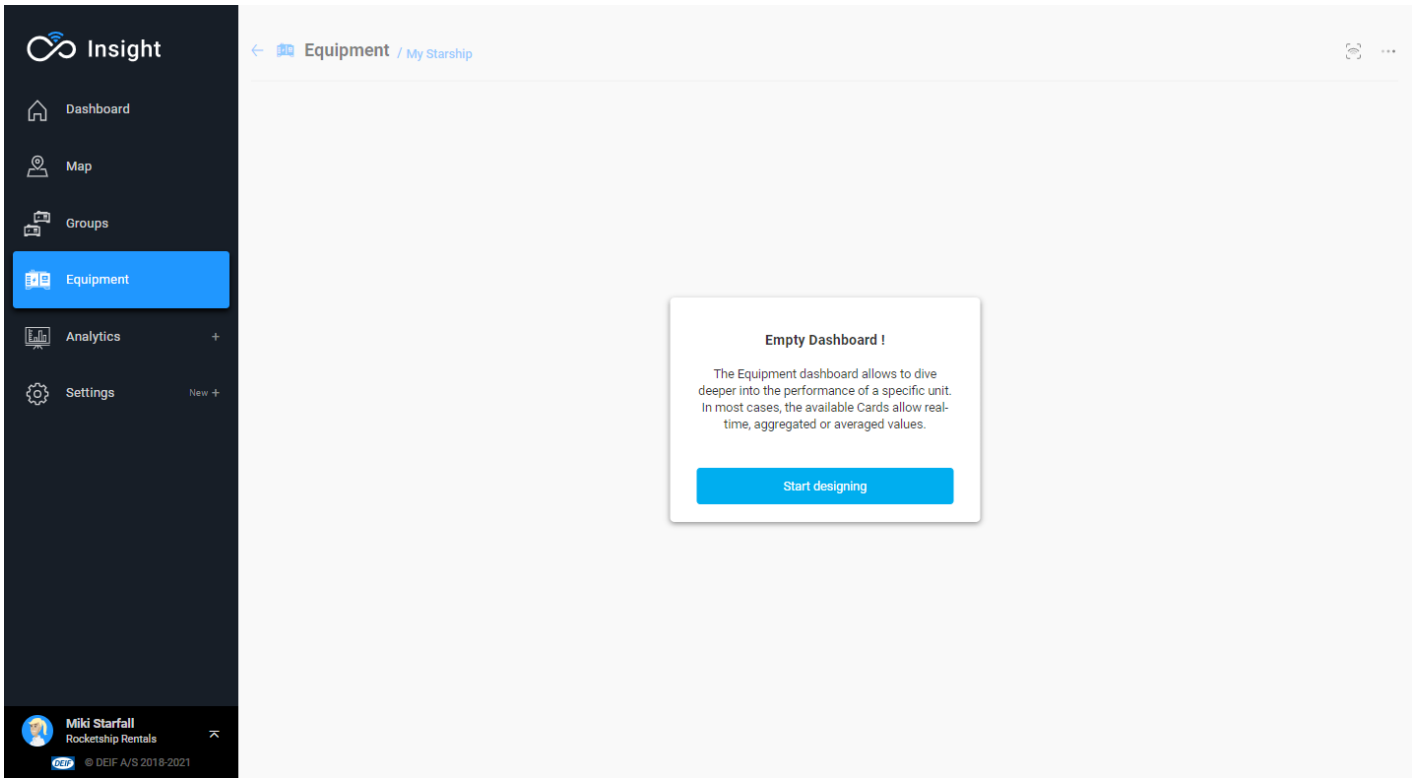 Insight
Equipment / My Starship
Dashboard
Map
Groups
Equipment
Analytics +
Settings New +
Empty Dashboard !
The Equipment dashboard allows to dive
deeper into the performance of a specific unit.
In most cases, the available Cards allow real-
time, aggregated or averaged values.
Start designing
Miki Starfall
Rocketship Rentals
DEIF © DEIF A/S 2018-2021